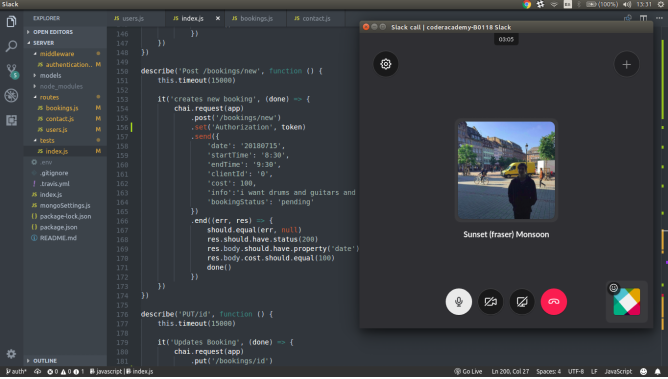 Slack
(100%)
13:31
EXPLORER
users.js
index.js
bookings.js
contact.js
OPEN EDITORS
SERVER
middleware
authentication... M
models
node_modules
routes
bookings.js M
contact.js M
users.js M
tests
index.js M
.env
.gitignore
.travis.yml
index.js
mongoSettings.js
package-lock.json
package.json
README.md
OUTLINE
146 })
147 })
148 })
149
150 describe('Post /bookings/new', function () {
151 this.timeout(15000)
152
153 it('creates new booking', (done) => {
154 chai.request(app)
155 .post('/bookings/new')
156 .set('Authorization', token)
159 .send({
158 'date': '20180715',
159 'startTime': '8:30',
160 'endTime': '9:30',
161 'clientId': '0',
162 'cost': 100,
163 'info':'i want drums and guitars and
164 'bookingStatus': 'pending'
165 })
166 .end((err, res) => {
167 should.equal(err, null)
168 res.should.have.status(200)
169 res.body.should.have.property('date')
170 res.body.cost.should.equal(100)
171 done()
172 })
173 })
174 })
175
176 describe('PUT/id', function () {
177 this.timeout(15000)
178
179 it('Updates Booking', (done) => {
180 chai.request(app)
181 .put('/bookings/id')
Slack call | coderacademy-B0118 Slack
03:05
Sunset (fraser) Monsoon
auth*
0 0 1
javascript
index.js
Go Live
Ln 200, Col 27
Spaces: 4
UTF-8
LF
JavaScript